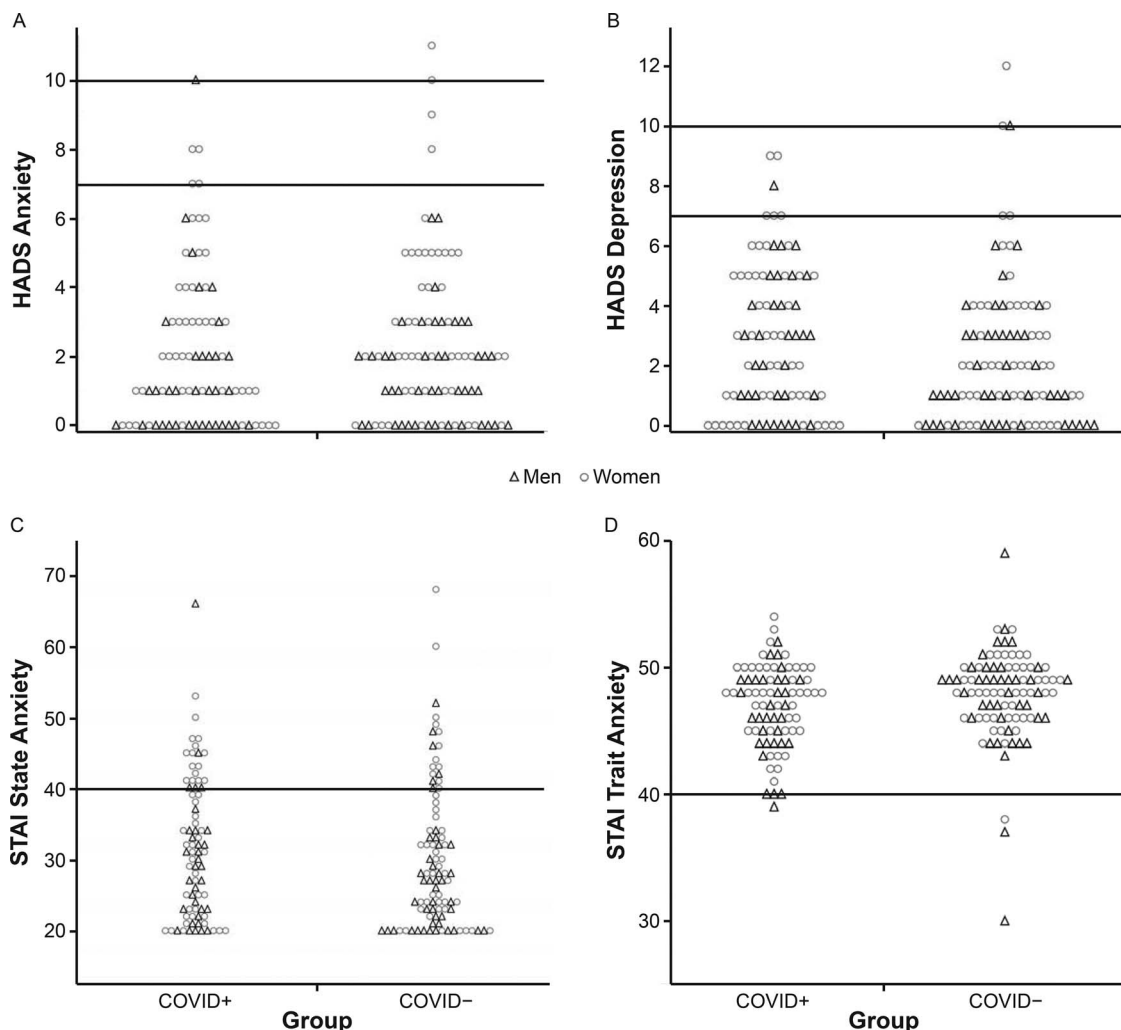 A
HADS Anxiety
10
8
6
4
2
0
B
HADS Depression
12
10
8
6
4
2
0
Men Women
C
STAI State Anxiety
70
60
50
40
30
20
COVID+ COVID−
Group
D
STAI Trait Anxiety
60
50
40
30
COVID+ COVID−
Group